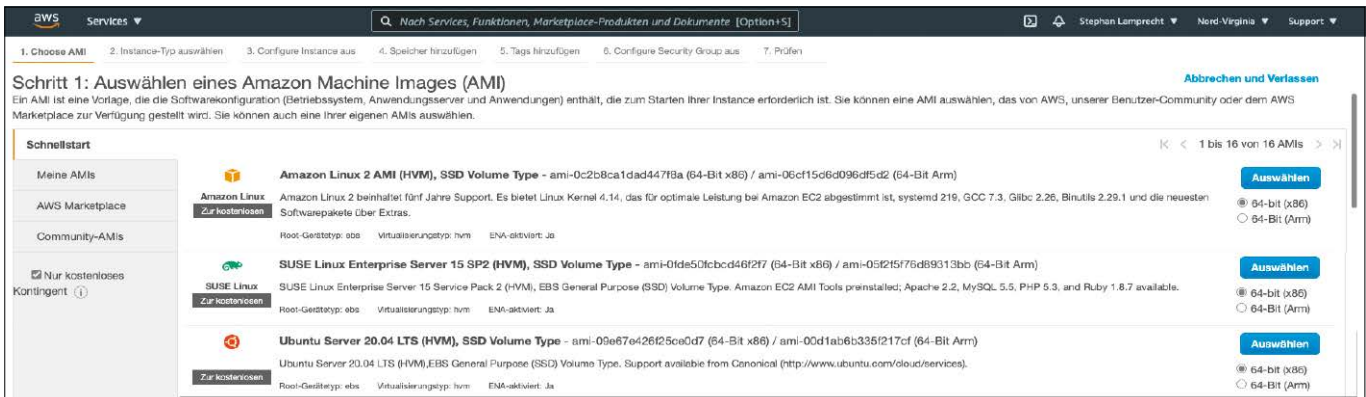 aws Services ▼ Nach Services, Funktionen, Marketplace-Produkten und Dokumente [Option+S] Stephan Lamprecht ▼ Nord-Virginia ▼ Support ▼
1. Choose AMI 2. Instance-Typ auswählen 3. Configure Instance aus 4. Speicher hinzufügen 5. Tags hinzufügen 6. Configure Security Group aus 7. Prüfen
Schritt 1: Auswählen eines Amazon Machine Images (AMI)
Abbrechen und Verlassen
Ein AMI ist eine Vorlage, die die Softwarekonfiguration (Betriebssystem, Anwendungsserver und Anwendungen) enthält, die zum Starten Ihrer Instance erforderlich ist. Sie können eine AMI auswählen, das von AWS, unserer Benutzer-Community oder dem AWS
Marketplace zur Verfügung gestellt wird. Sie können auch eine Ihrer eigenen AMIs auswählen.
Schnellstart
1 bis 16 von 16 AMIs
Meine AMIs
AWS Marketplace
Community-AMIs
Nur kostenloses
Kontingent
Amazon Linux
Zur kostenlosen
Amazon Linux 2 AMI (HVM), SSD Volume Type - ami-0c2b8ca1dad447f8a (64-Bit x86) / ami-06cf15d6d096df5d2 (64-Bit Arm)
Amazon Linux 2 beinhaltet fünf Jahre Support. Es bietet Linux Kernel 4.14, das für optimale Leistung bei Amazon EC2 abgestimmt ist, systemd 219, GCC 7.3, Glibc 2.26, Binutils 2.29.1 und die neuesten
Softwarepakete über Extras.
Root-Gerätetyp: ebs Virtualisierungstyp: hvm ENA-aktiviert: Ja
Auswählen
64-bit (x86)
64-Bit (Arm)
SUSE Linux
Zur kostenlosen
SUSE Linux Enterprise Server 15 SP2 (HVM), SSD Volume Type - ami-0fde50fcbcd46f2f7 (64-Bit x86) / ami-05f2f5f76d89313bb (64-Bit Arm)
SUSE Linux Enterprise Server 15 Service Pack 2 (HVM), EBS General Purpose (SSD) Volume Type. Amazon EC2 AMI Tools preinstalled; Apache 2.2, MySQL 5.5, PHP 5.3, and Ruby 1.8.7 available.
Root-Gerätetyp: ebs Virtualisierungstyp: hvm ENA-aktiviert: Ja
Auswählen
64-bit (x86)
64-Bit (Arm)
Zur kostenlosen
Ubuntu Server 20.04 LTS (HVM), SSD Volume Type - ami-09e67e426f25ce0d7 (64-Bit x86) / ami-00d1ab6b335f217cf (64-Bit Arm)
Ubuntu Server 20.04 LTS (HVM),EBS General Purpose (SSD) Volume Type. Support available from Canonical (http://www.ubuntu.com/cloud/services).
Root-Gerätetyp: ebs Virtualisierungstyp: hvm ENA-aktiviert: Ja
Auswählen
64-bit (x86)
64-Bit (Arm)